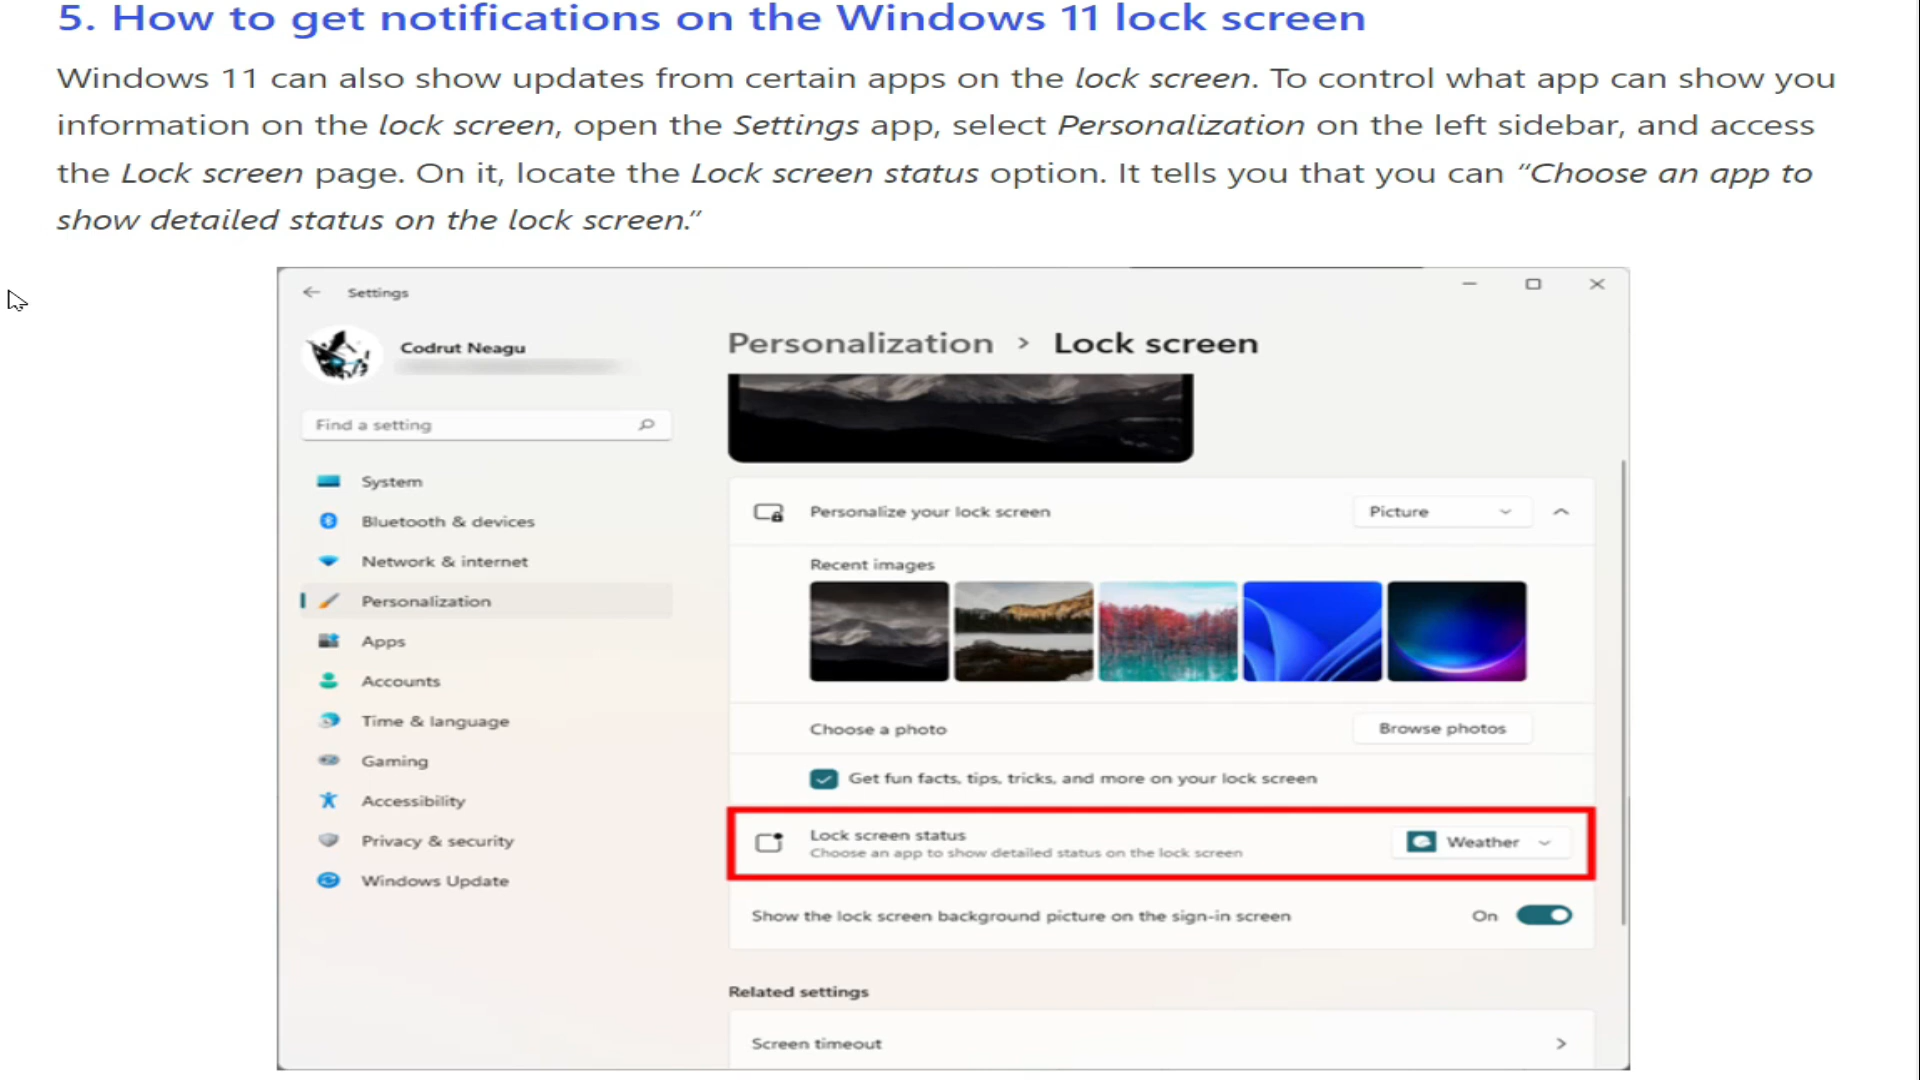 5. How to get notifications on the Windows 11 lock screen
Windows 11 can also show updates from certain apps on the lock screen. To control what app can show you
information on the lock screen, open the Settings app, select Personalization on the left sidebar, and access
the Lock screen page. On it, locate the Lock screen status option. It tells you that you can “Choose an app to
show detailed status on the lock screen.”
Settings
Codrut Neagu
Find a setting
System
Bluetooth & devices
Network & internet
Personalization
Apps
Accounts
Time & language
Gaming
Accessibility
Privacy & security
Windows Update
Personalization > Lock screen
Personalize your lock screen Picture
Recent images
Choose a photo Browse photos
Get fun facts, tips, tricks, and more on your lock screen
Lock screen status Weather
Choose an app to show detailed status on the lock screen
Show the lock screen background picture on the sign-in screen On
Related settings
Screen timeout